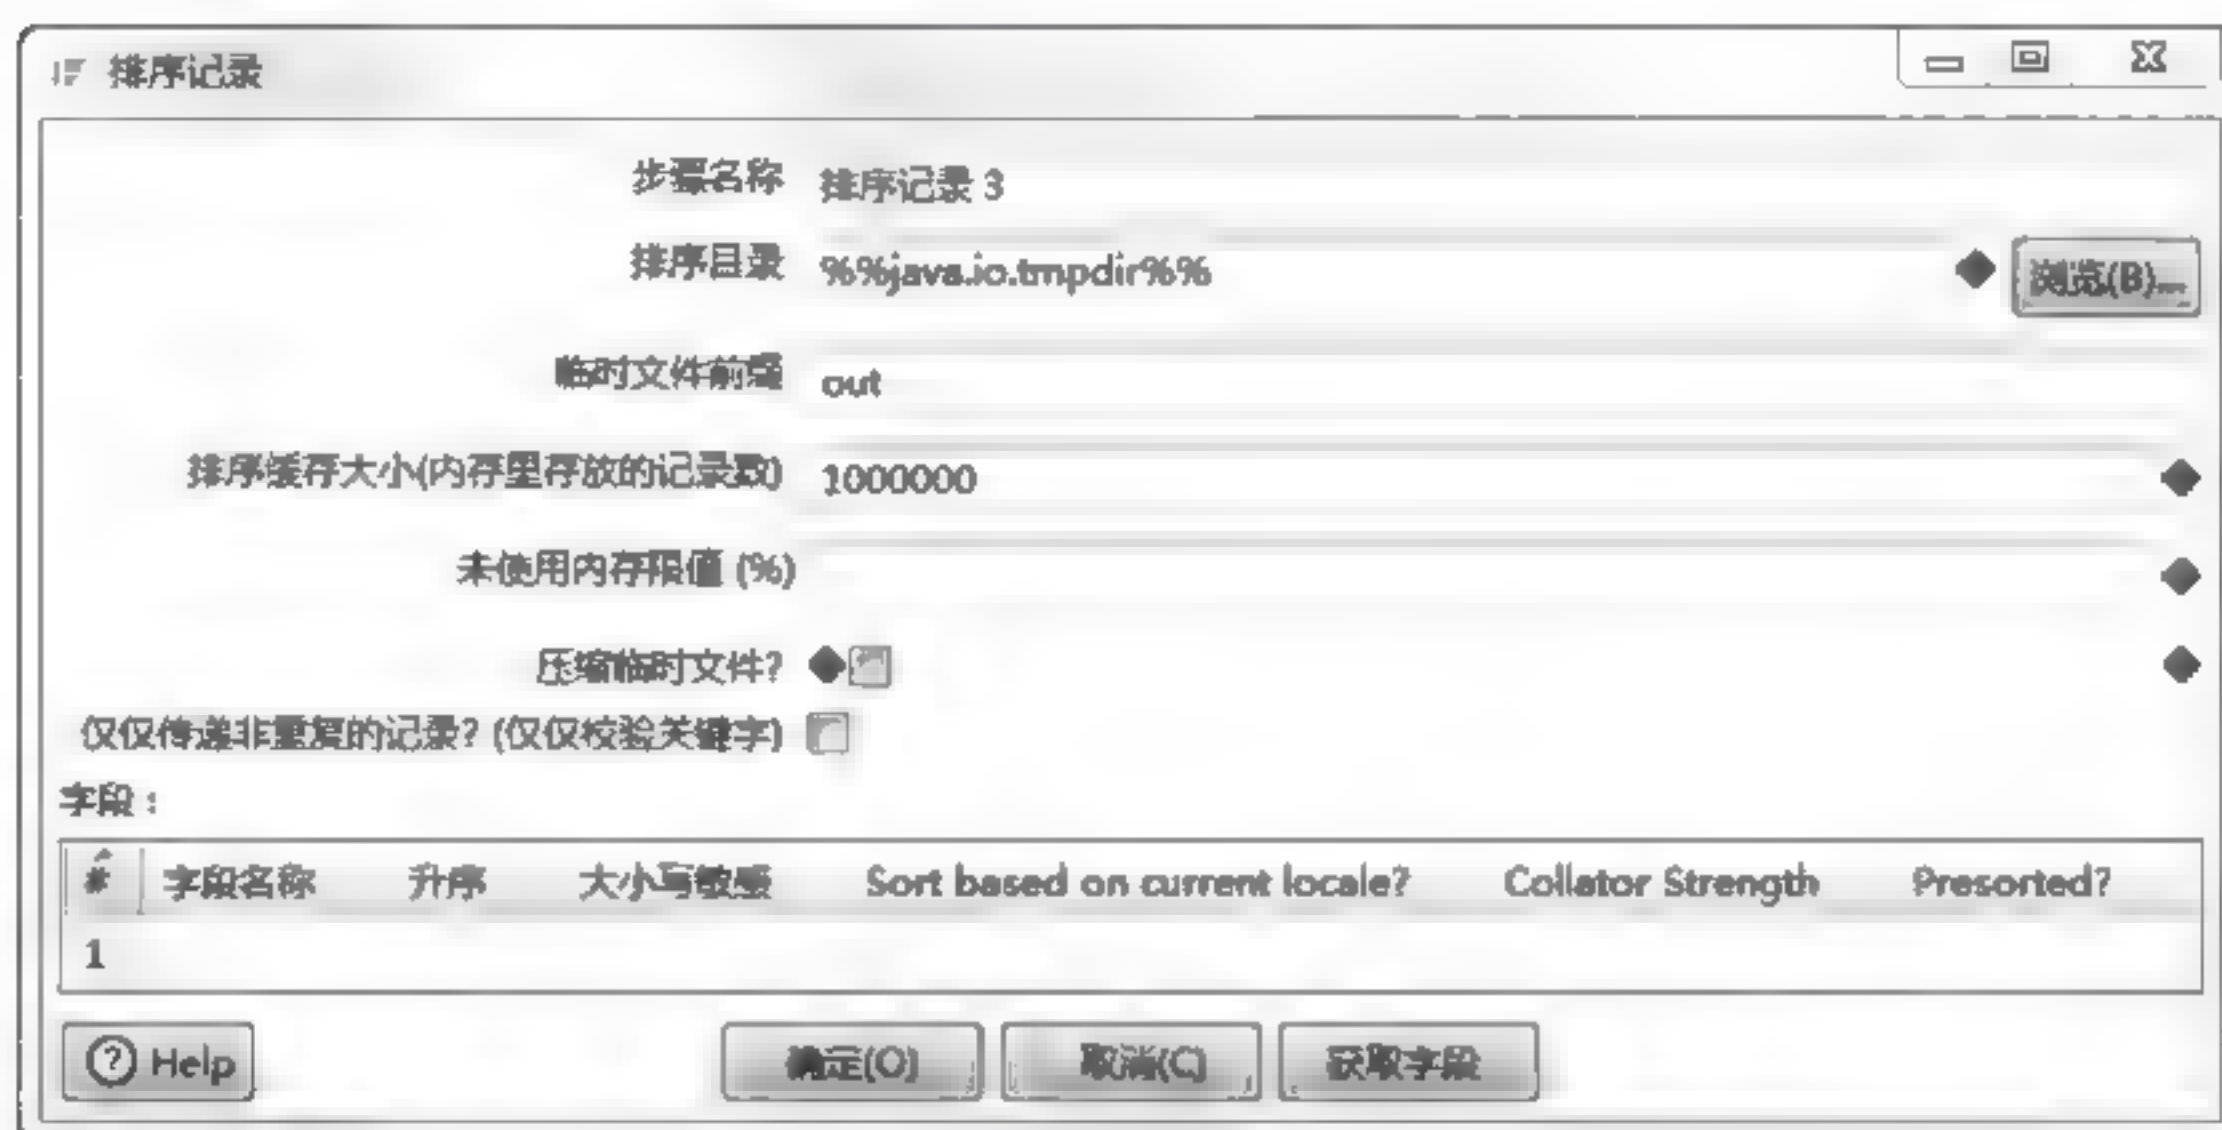 排序记录
步骤名称 排序记录 3
排序目录 %%java.io.tmpdir%% 浏览(B)...
临时文件前缀 out
排序缓存大小(内存里存放的记录数) 1000000
未使用内存限值 (%)
压缩临时文件?
仅仅传递非重复的记录? (仅仅校验关键字)
字段：
# 字段名称 升序 大小写敏感 Sort based on current locale? Collator Strength Presorted?
1
Help 确定(O) 取消(C) 获取字段